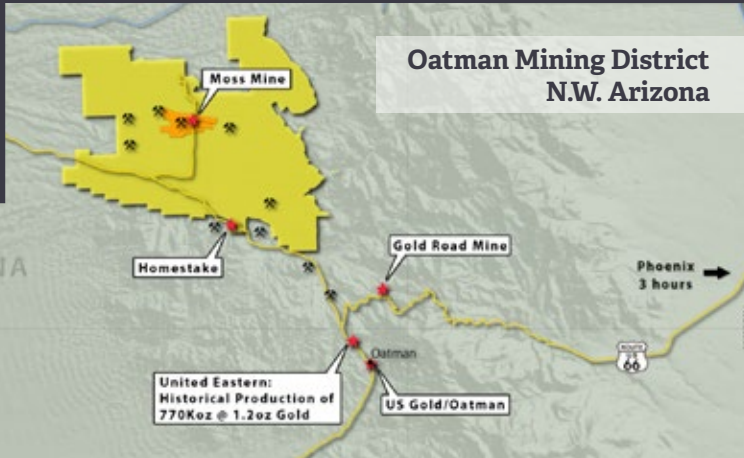 Oatman Mining District
N.W. Arizona
Moss Mine
Homestake
Gold Road Mine
Phoenix
3 hours
ROUTE
US
66
Oatman
United Eastern:
Historical Production of
770Koz @ 1.2oz Gold
US Gold/Oatman